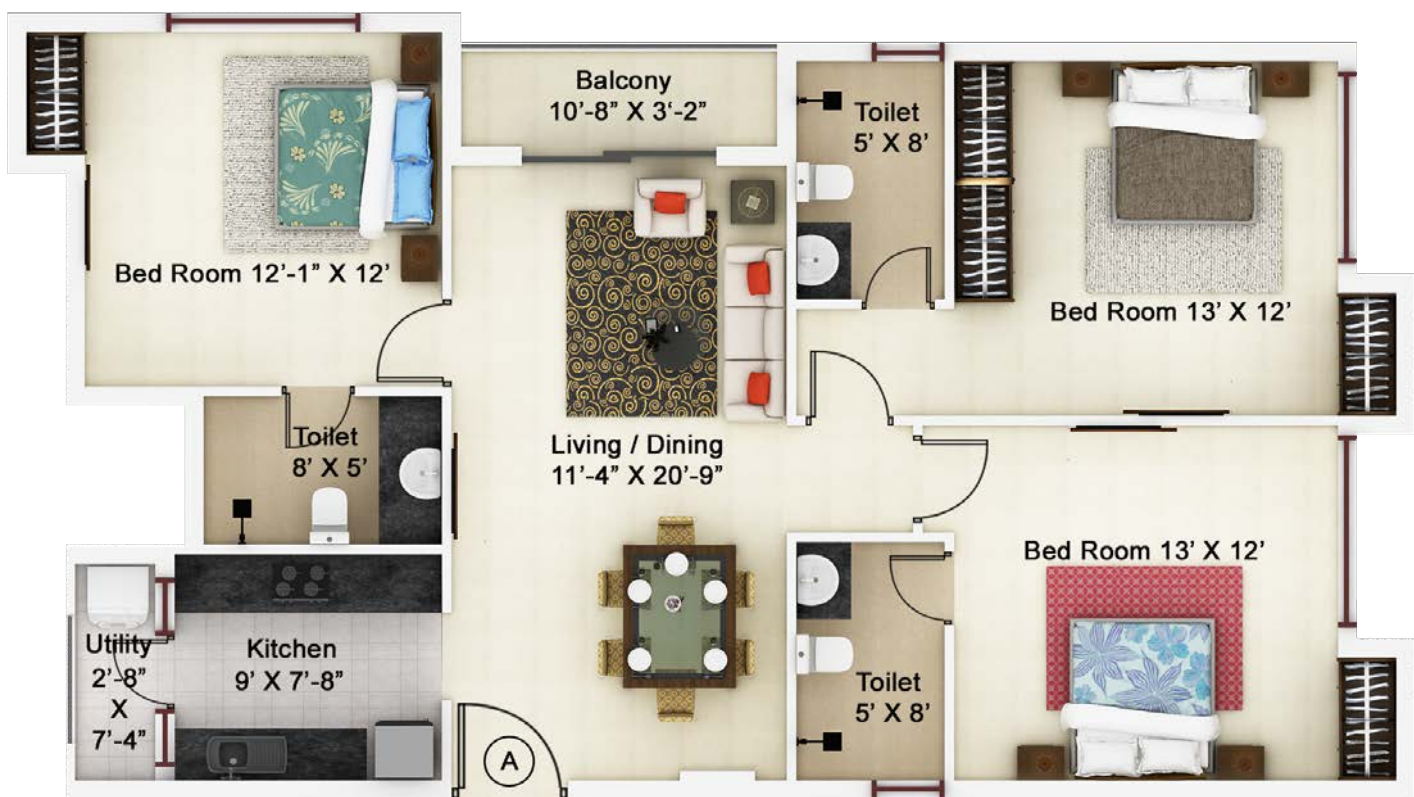 Balcony
10'-8” X 3‘-2”
Toilet
5’ X 8’
Bed Room 12’-1” X 12’
Bed Room 13’ X 12’
Toilet
8’ X 5’
Living / Dining
11’-4” X 20’-9”
Bed Room 13’ X 12’
Utility
2’-8”
X
7’-4”
Kitchen
9’ X 7’-8”
Toilet
5’ X 8’
A